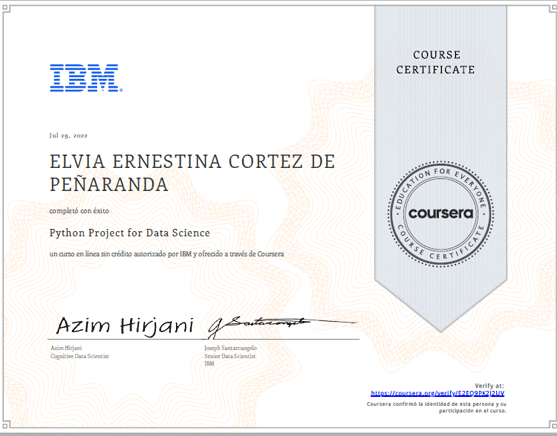 COURSE
CERTIFICATE
IBM
Jul 29, 2022
ELVIA ERNESTINA CORTEZ DE
PEÑARANDA
completó con éxito
Python Project for Data Science
un curso en línea sin crédito autorizado por IBM y ofrecido a través de Coursera
EDUCATION FOR EVERYONE
coursera
COURSE CERTIFICATE
Azim Hirjani
Azim Hirjani
Cognitive Data Scientist
Joseph Santarcangelo
Senior Data Scientist
IBM
Verify at:
https://coursera.org/verify/E2EQ9PK2J2UV
Coursera confirmó la identidad de esta persona y su
participación en el curso.